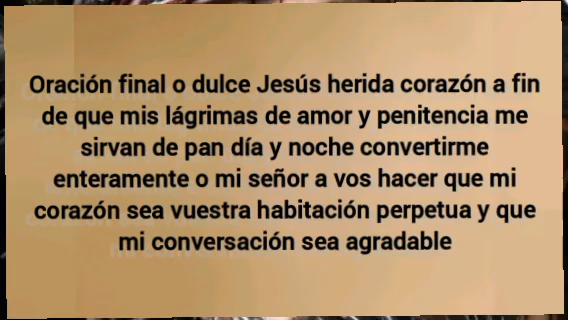 Oración final o dulce Jesús herida corazón a fin
de que mis lágrimas de amor y penitencia me
sirvan de pan día y noche convertirme
enteramente o mi señor a vos hacer que mi
corazón sea vuestra habitación perpetua y que
mi conversación sea agradable